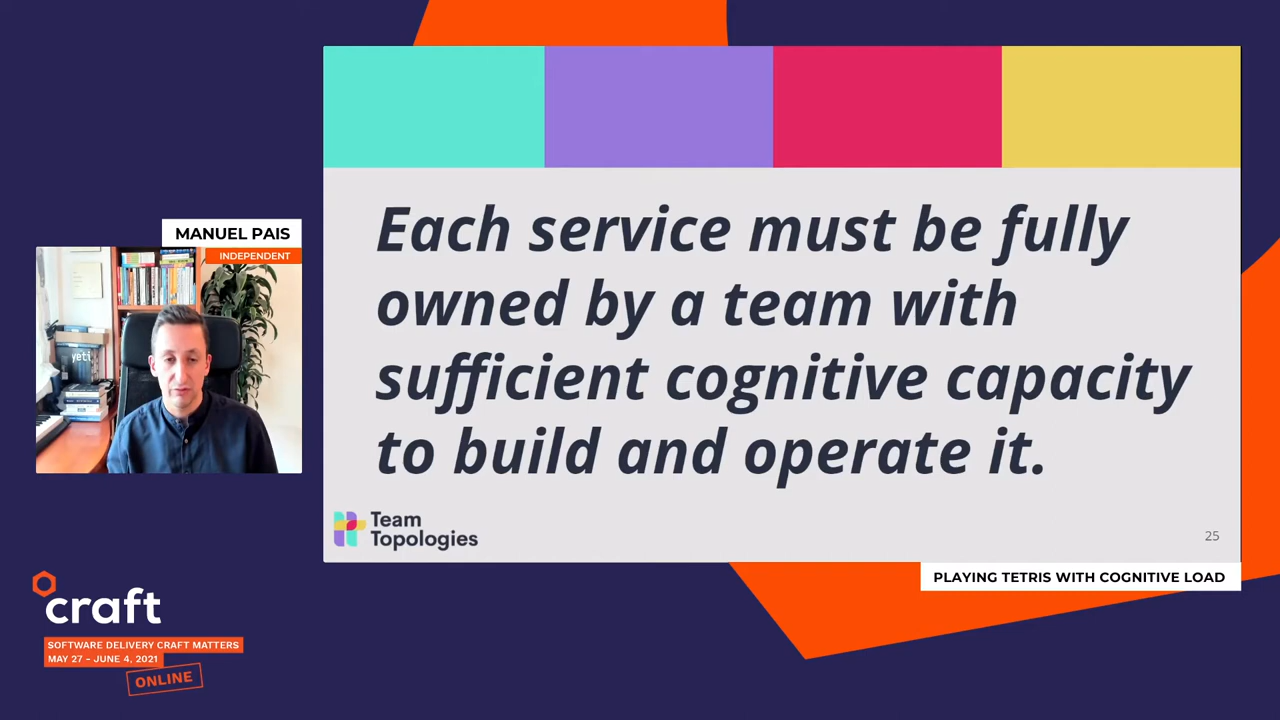 MANUEL PAIS
INDEPENDENT
yeti
Each service must be fully
owned by a team with
sufficient cognitive capacity
to build and operate it.
Team
Topologies
25
PLAYING TETRIS WITH COGNITIVE LOAD
craft
SOFTWARE DELIVERY CRAFT MATTERS
MAY 27 - JUNE 4, 2021
ONLINE